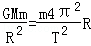 GMm/R² = m4π²/T² R